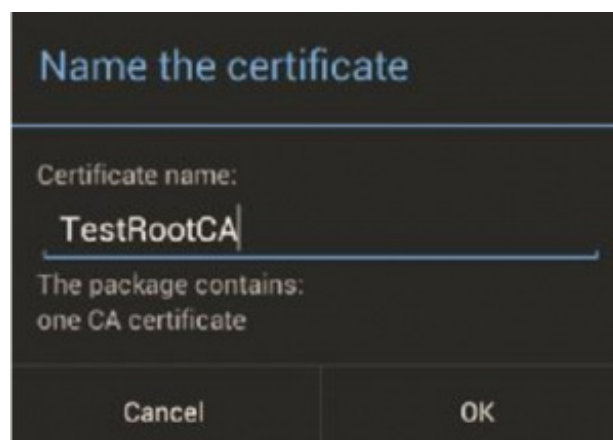 Name the certificate
Certificate name:
TestRootCA
The package contains:
one CA certificate
Cancel
OK